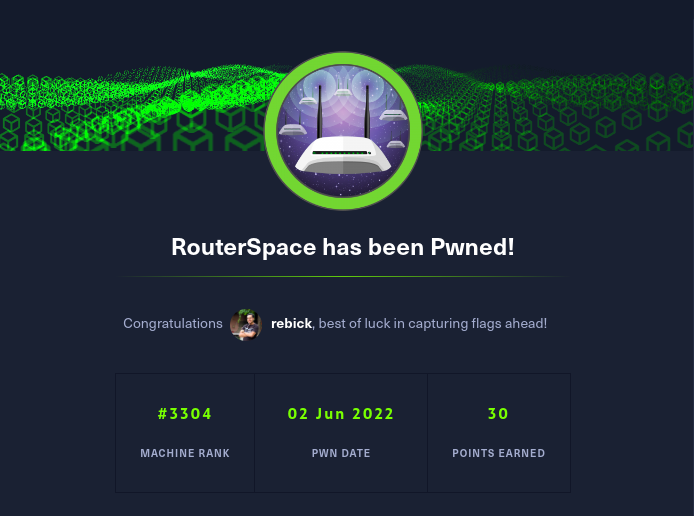 RouterSpace has been Pwned!
Congratulations rebick, best of luck in capturing flags ahead!
#3304 02 Jun 2022 30
MACHINE RANK PWN DATE POINTS EARNED